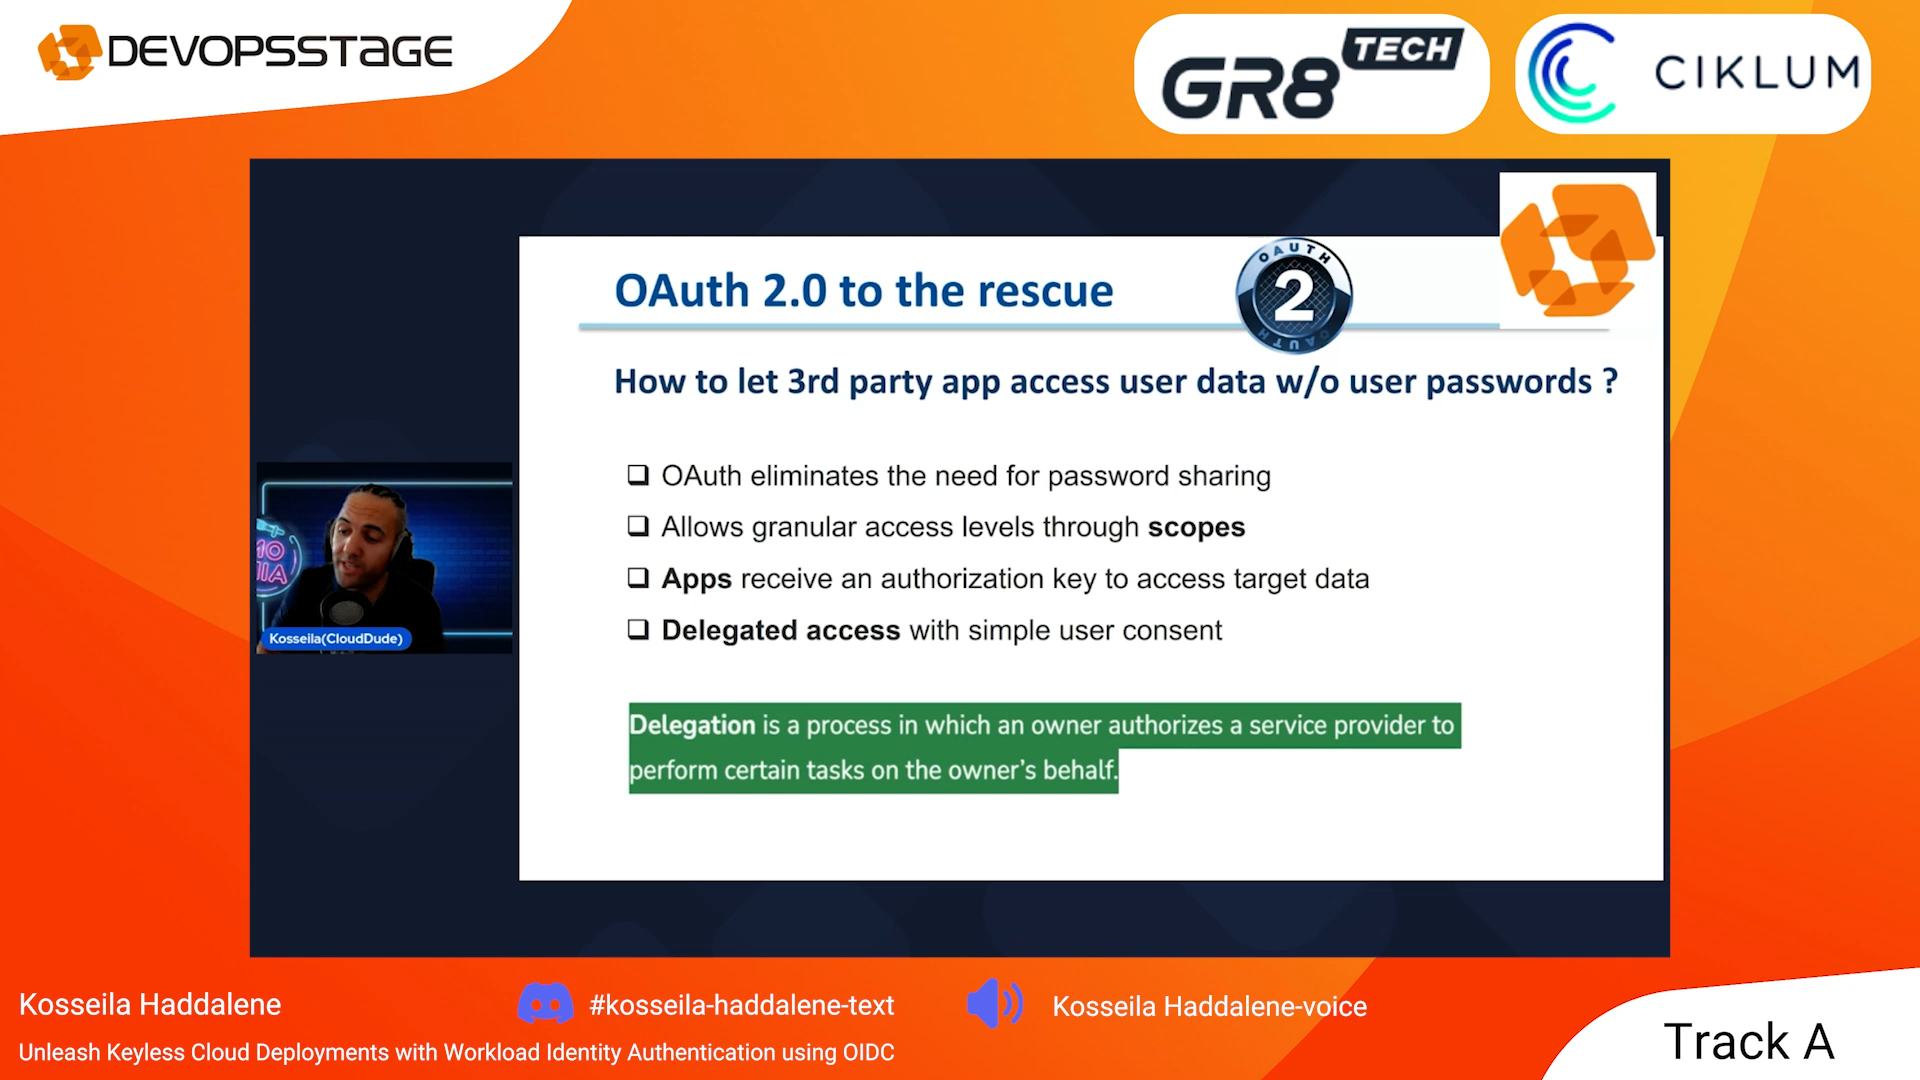 DEVOPSSTAGE
GR8 TECH
CIKLUM
OAuth 2.0 to the rescue
OAUTH
2
OAUTH
How to let 3rd party app access user data w/o user passwords ?
❑ OAuth eliminates the need for password sharing
❑ Allows granular access levels through scopes
❑ Apps receive an authorization key to access target data
❑ Delegated access with simple user consent
Delegation is a process in which an owner authorizes a service provider to
perform certain tasks on the owner's behalf.
Kosseila(CloudDude)
Kosseila Haddalene
#kosseila-haddalene-text
Kosseila Haddalene-voice
Unleash Keyless Cloud Deployments with Workload Identity Authentication using OIDC
Track A